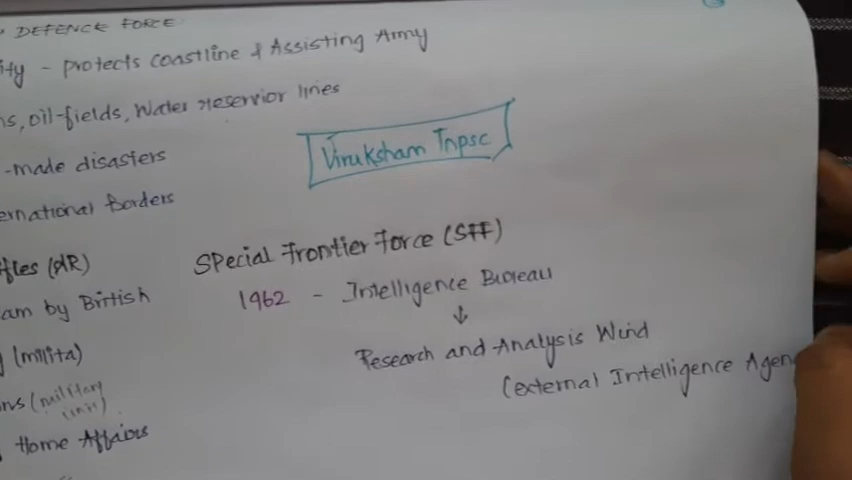 DEFENCE FORCE
ity - protects coastline & Assisting Army
ns, oil-fields, Water reservior lines
-made disasters
Viruksham Tnpsc
ernational Borders
fles (AR)
Special Frontier Force (SFF)
am by British
1962 - Intelligence Bureau
↓
(milita)
Research and Analysis Wind
ns (military unit)
(external Intelligence Agen
Home Affairs